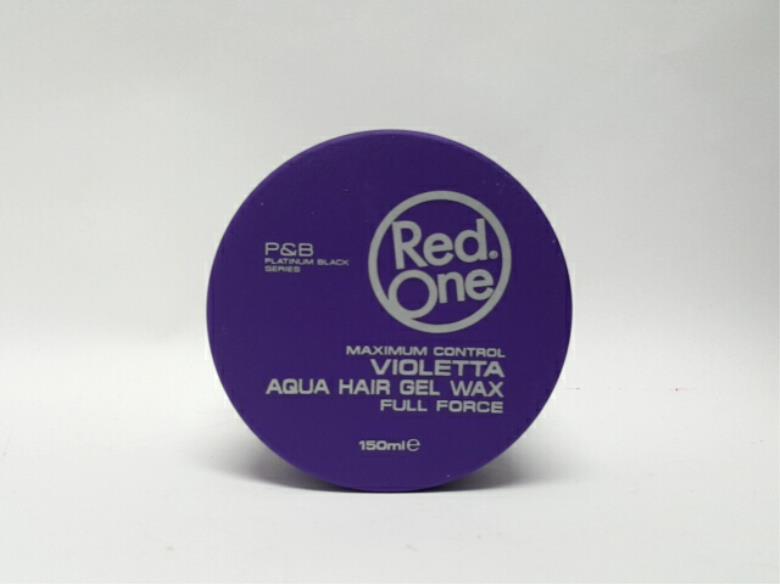 P&B
PLATINUM BLACK
SERIES
Red.
One
MAXIMUM CONTROL
VIOLETTA
AQUA HAIR GEL WAX
FULL FORCE
150ml℮